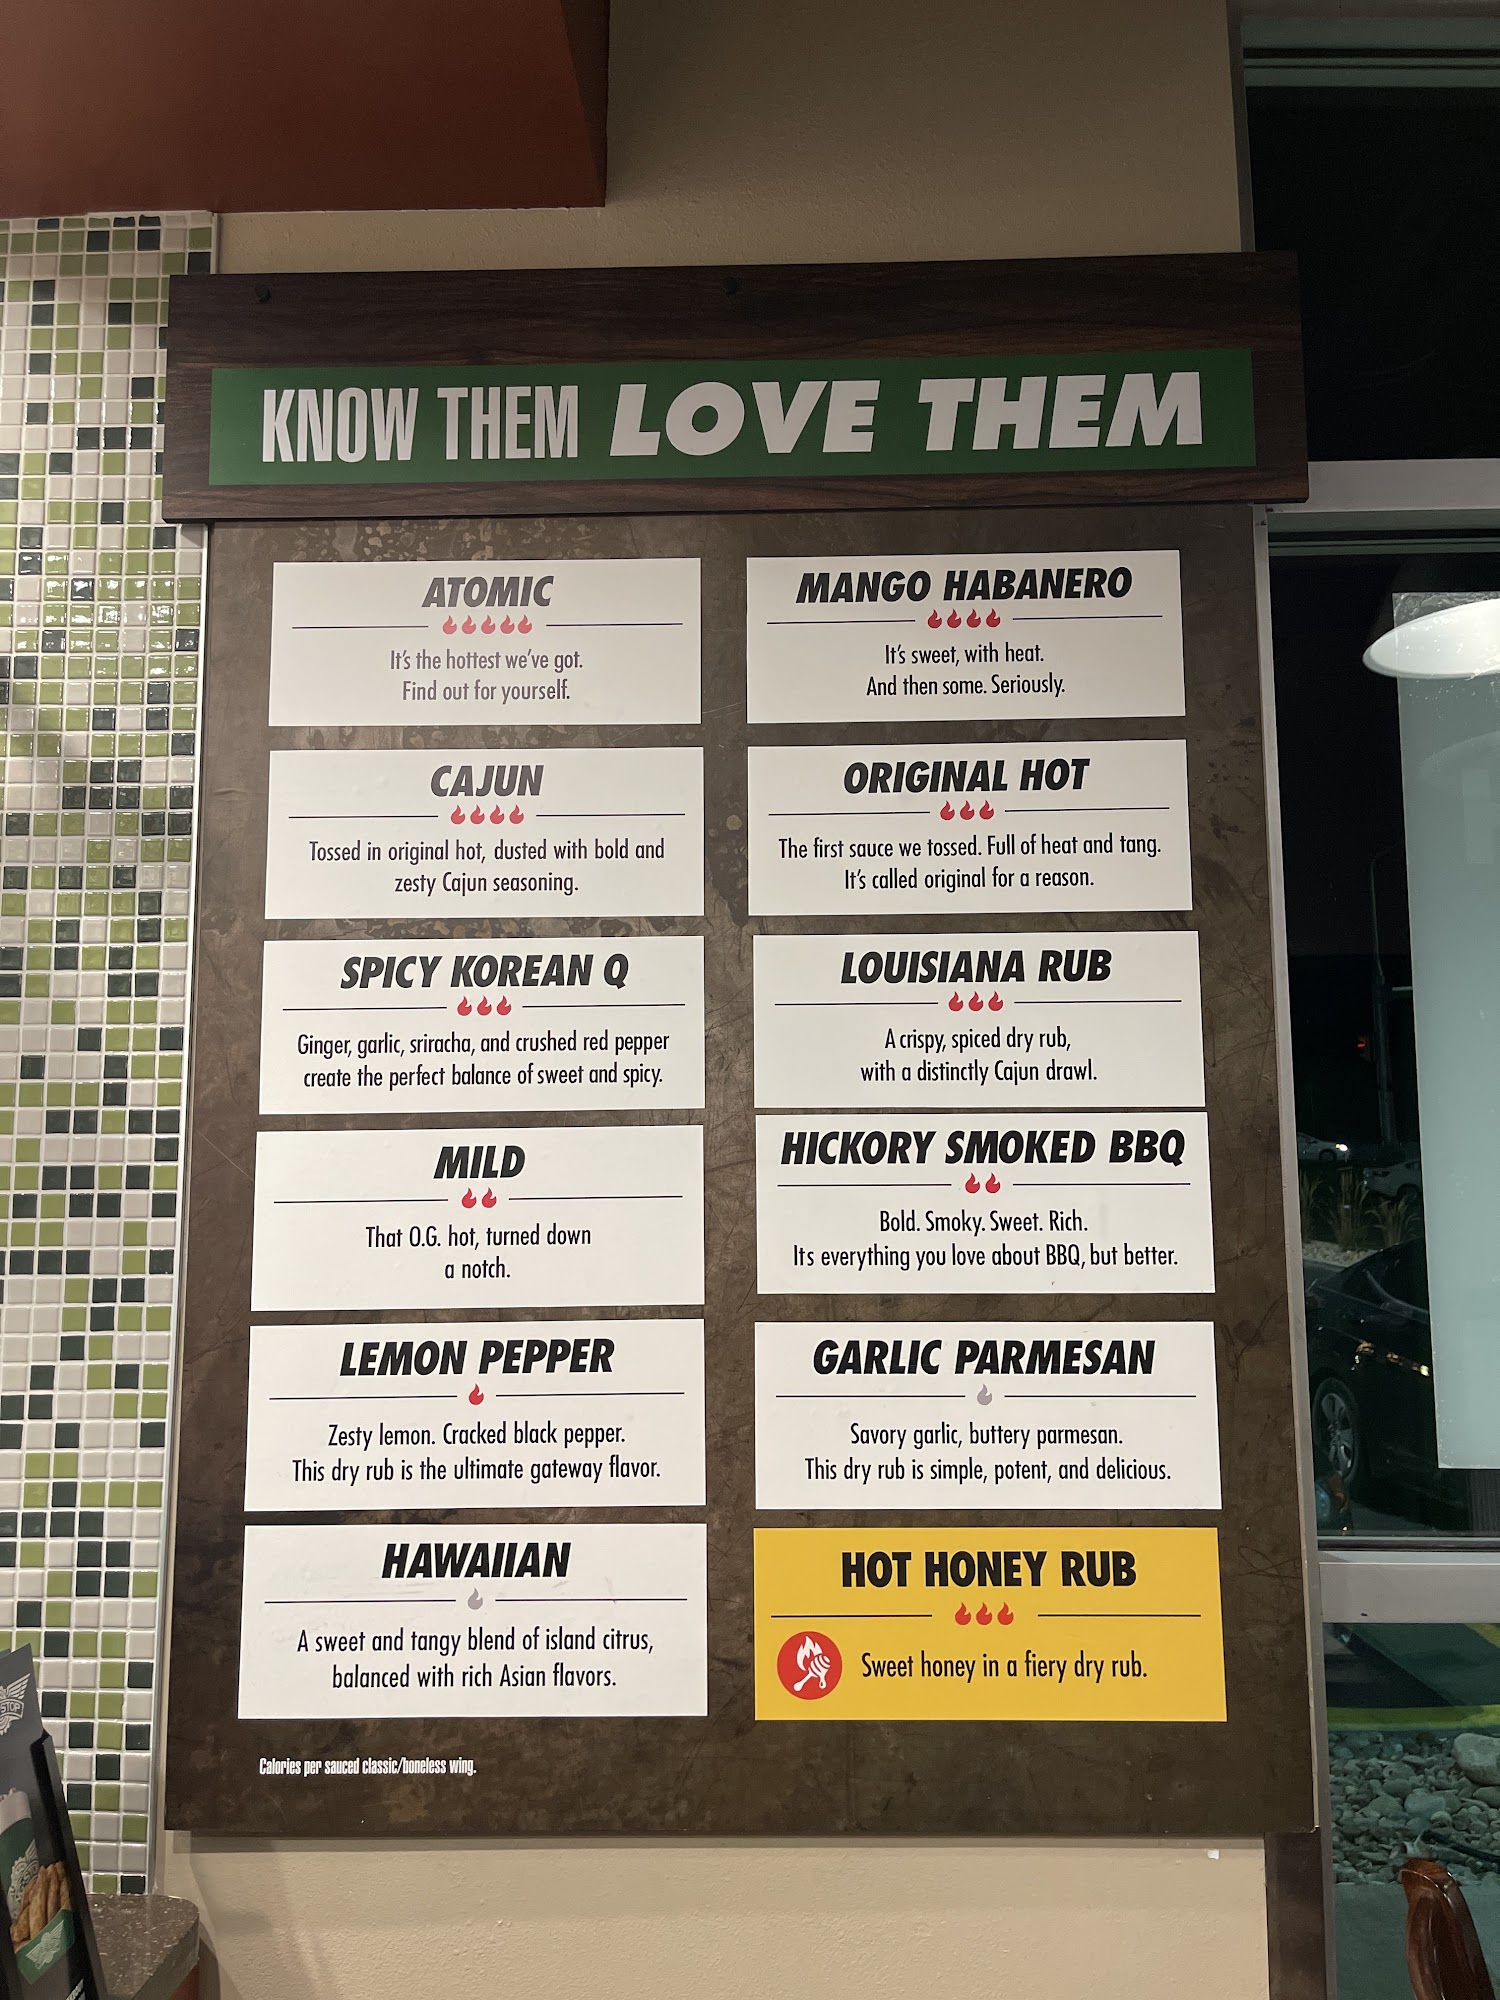 KNOW THEM LOVE THEM
ATOMIC
It's the hottest we've got.
Find out for yourself.
MANGO HABANERO
It's sweet, with heat.
And then some. Seriously.
CAJUN
Tossed in original hot, dusted with bold and
zesty Cajun seasoning.
ORIGINAL HOT
The first sauce we tossed. Full of heat and tang.
It's called original for a reason.
SPICY KOREAN Q
Ginger, garlic, sriracha, and crushed red pepper
create the perfect balance of sweet and spicy.
LOUISIANA RUB
A crispy, spiced dry rub,
with a distinctly Cajun drawl.
MILD
That O.G. hot, turned down
a notch.
HICKORY SMOKED BBQ
Bold. Smoky. Sweet. Rich.
Its everything you love about BBQ, but better.
LEMON PEPPER
Zesty lemon. Cracked black pepper.
This dry rub is the ultimate gateway flavor.
GARLIC PARMESAN
Savory garlic, buttery parmesan.
This dry rub is simple, potent, and delicious.
HAWAIIAN
A sweet and tangy blend of island citrus,
balanced with rich Asian flavors.
HOT HONEY RUB
Sweet honey in a fiery dry rub.
Calories per sauced classic/boneless wing.